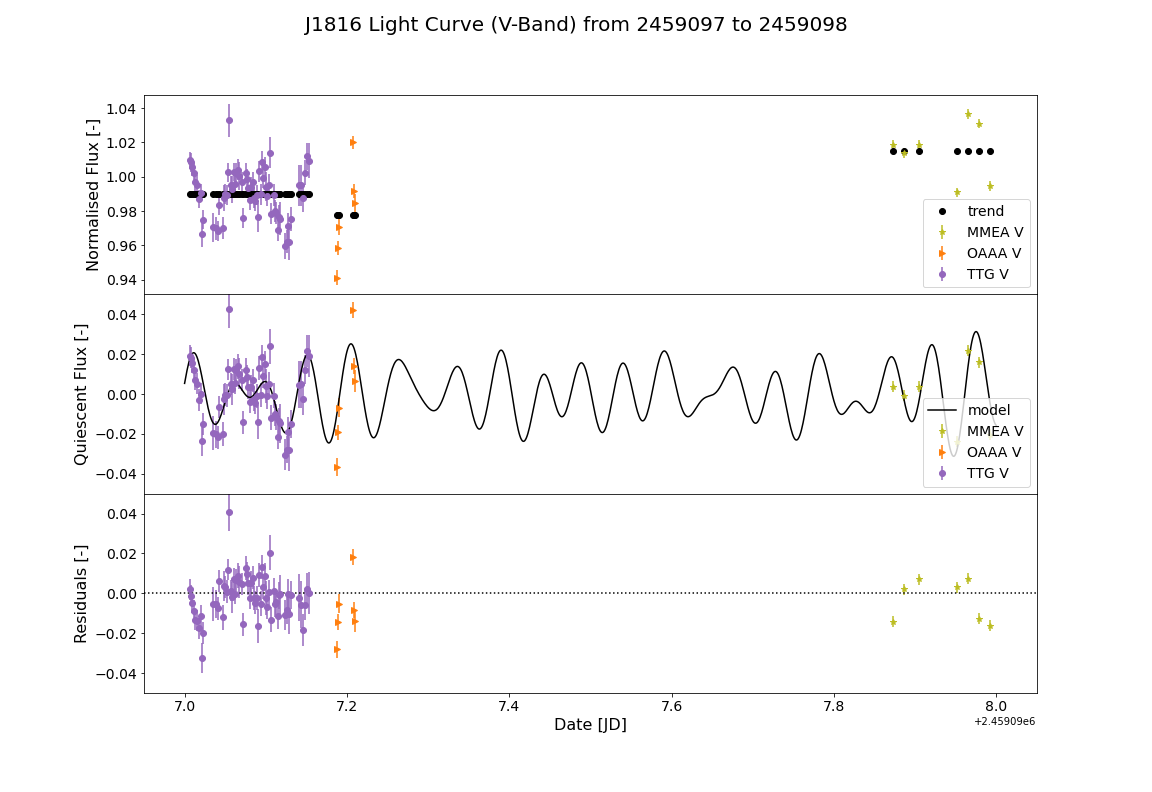 J1816 Light Curve (V-Band) from 2459097 to 2459098
Normalised Flux [-]
1.04
1.02
1.00
0.98
0.96
0.94
trend
MMEA V
OAAA V
TTG V
Quiescent Flux [-]
0.04
0.02
0.00
−0.02
−0.04
model
MMEA V
OAAA V
TTG V
Residuals [-]
0.04
0.02
0.00
−0.02
−0.04
7.0
7.2
7.4
7.6
7.8
8.0
Date [JD]
+2.45909e6